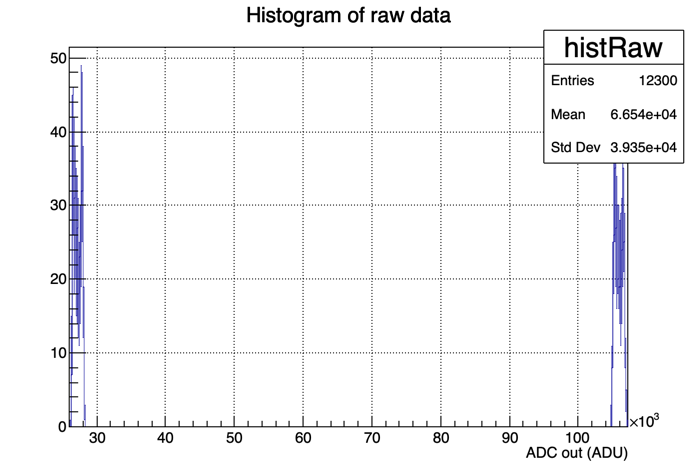 Histogram of raw data
histRaw
Entries 12300
Mean 6.654e+04
Std Dev 3.935e+04
50
40
30
20
10
0
30 40 50 60 70 80 90 100 ×10³
ADC out (ADU)